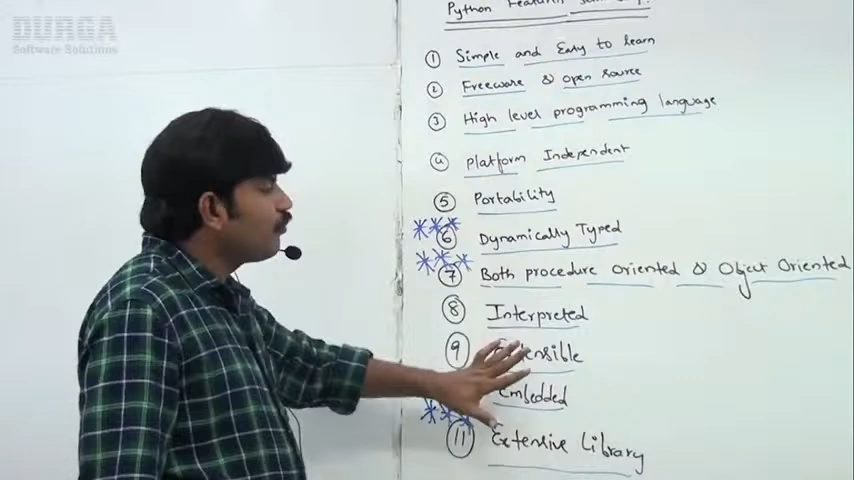 DURGA
Software Solutions
Python Features
① Simple and Easy to learn
② Freeware & open source
③ High level programming language
④ Platform Independent
⑤ Portability
*** ⑥ Dynamically Typed
*** ⑦ Both procedure oriented & Object Oriented
⑧ Interpreted
⑨ Extensible
Embedded
*** ⑪ Extensive Library